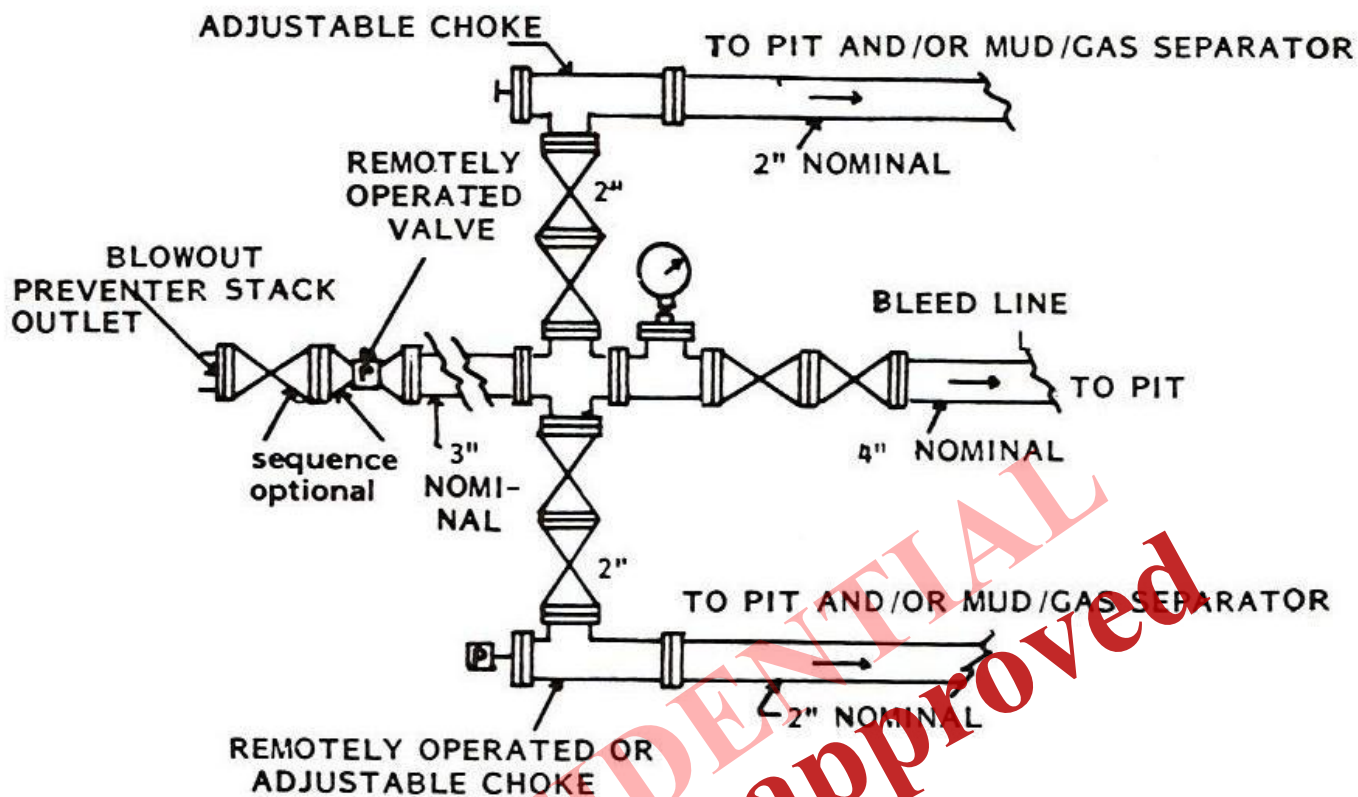 ADJUSTABLE CHOKE
TO PIT AND/OR MUD/GAS SEPARATOR
2" NOMINAL
REMOTELY
OPERATED
VALVE
2"
BLOWOUT
PREVENTER STACK
OUTLET
BLEED LINE
P
TO PIT
4" NOMINAL
sequence
optional
3"
NOMI-
NAL
2"
TO PIT AND/OR MUD/GAS SEPARATOR
P
2" NOMINAL
REMOTELY OPERATED OR
ADJUSTABLE CHOKE
IDENTIAL
approved